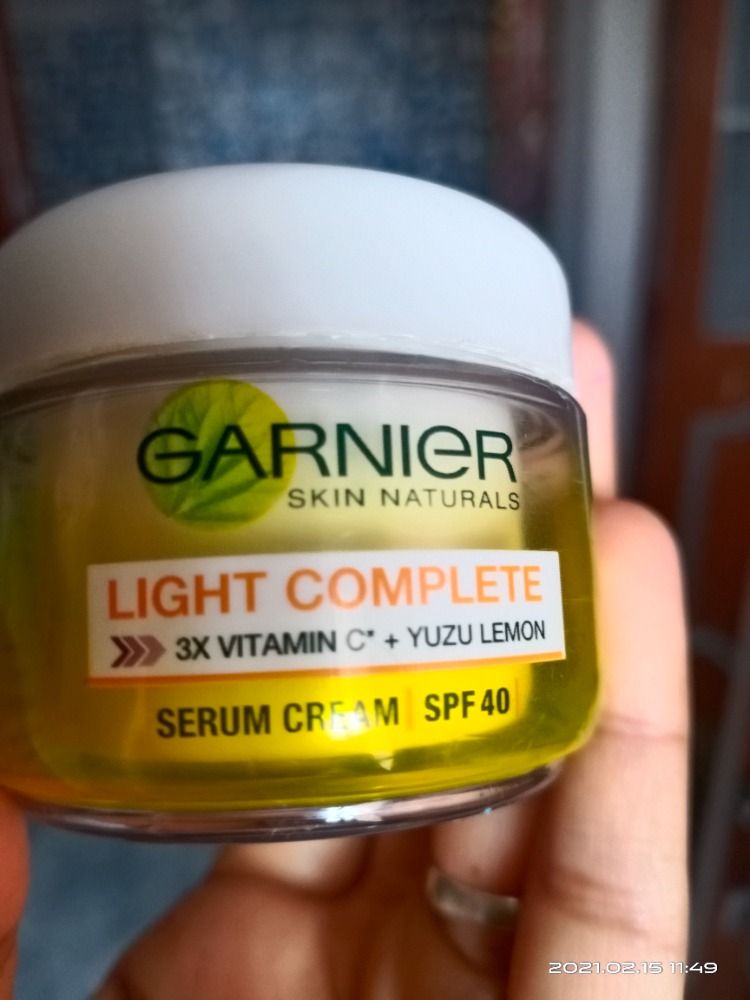 GARNIER
SKIN NATURALS
LIGHT COMPLETE
3X VITAMIN C* + YUZU LEMON
SERUM CREAM | SPF 40
2021.02.15 11:49